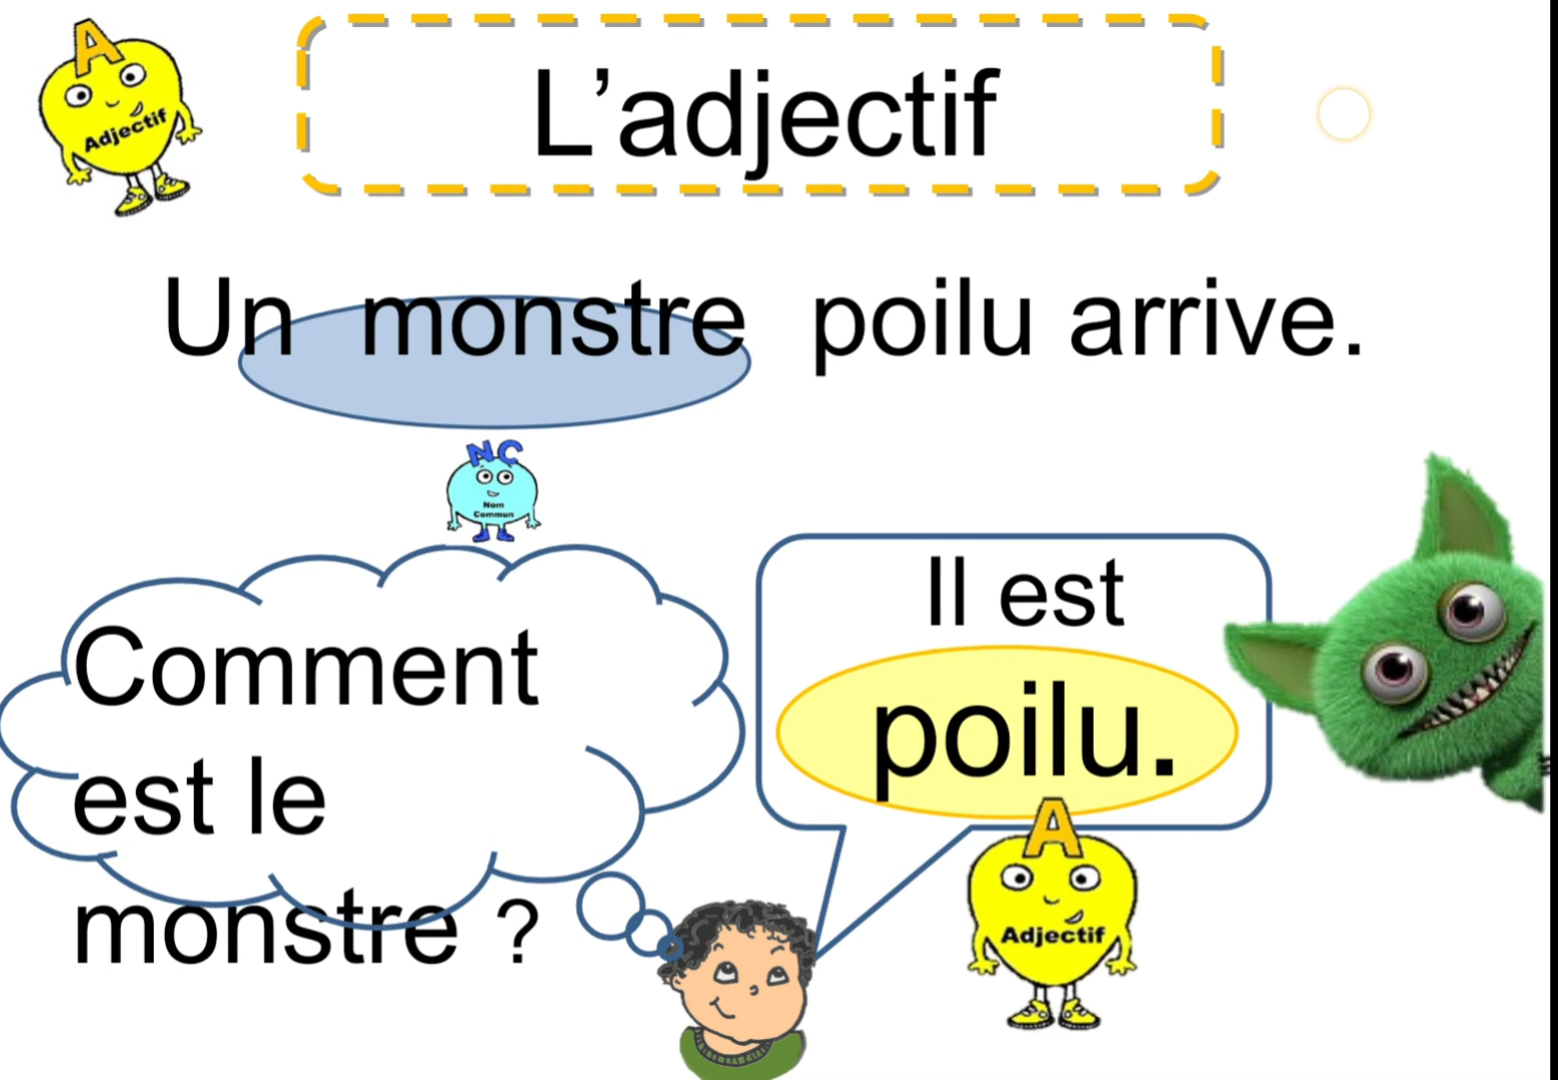 A
Adjectif
L’adjectif
Un monstre poilu arrive.
NC
Nom
Commun
Comment
est le
monstre ?
Il est
poilu.
A
Adjectif